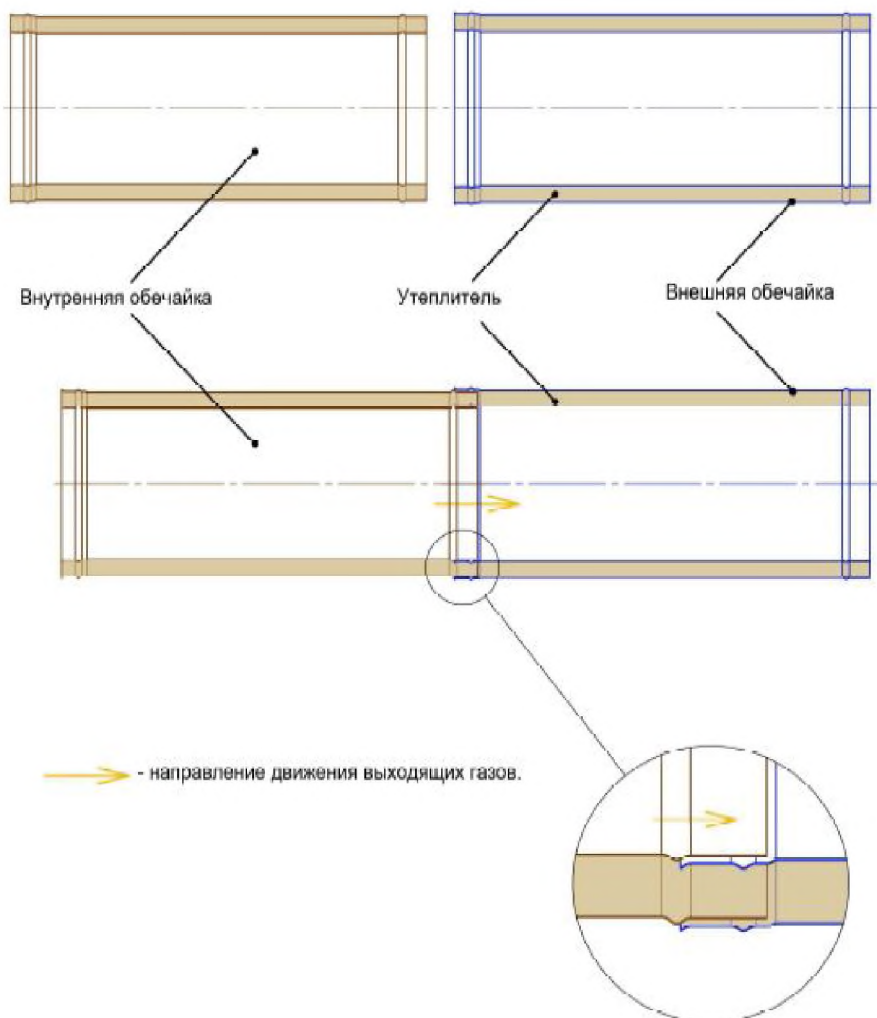 Внутренняя обечайка
Утеплитель
Внешняя обечайка
- направление движения выходящих газов.